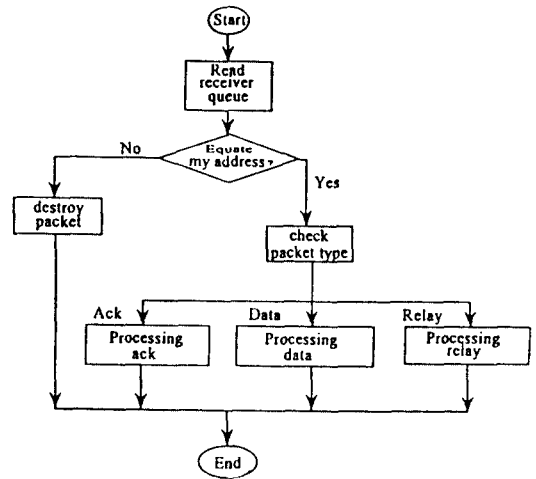 Start
Read
receiver
queue
Equate
my address?
No
Yes
destroy
packet
check
packet type
Ack
Data
Relay
Processing
ack
Processing
data
Processing
relay
End